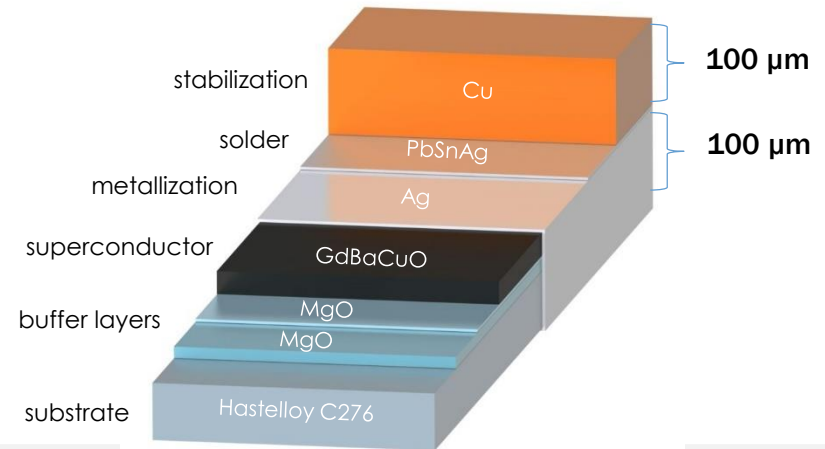 100 µm
stabilization
Cu
solder
PbSnAg
100 µm
metallization
Ag
superconductor
GdBaCuO
buffer layers
MgO
MgO
substrate
Hastelloy C276